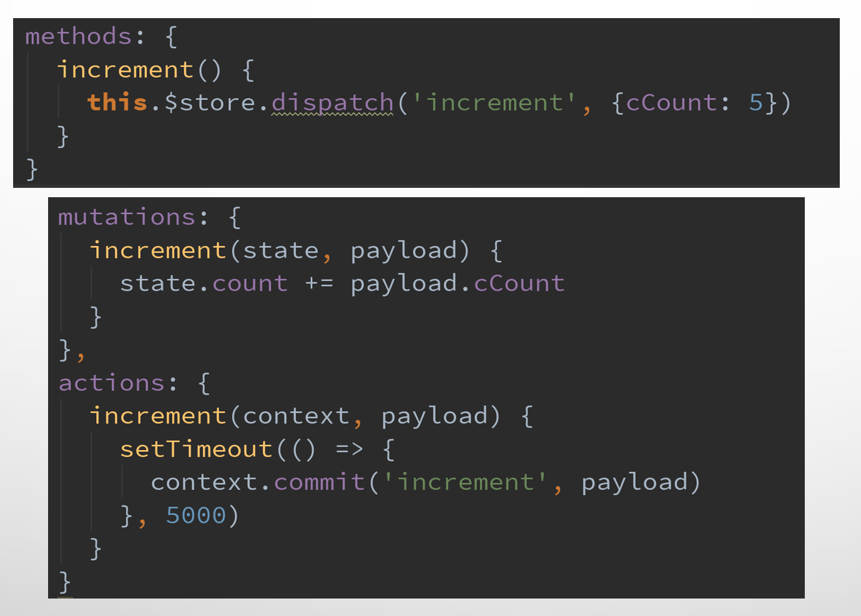 methods: {
  increment() {
    this.$store.dispatch('increment', {cCount: 5})
  }
}
mutations: {
  increment(state, payload) {
    state.count += payload.cCount
  }
},
actions: {
  increment(context, payload) {
    setTimeout(() => {
      context.commit('increment', payload)
    }, 5000)
  }
}